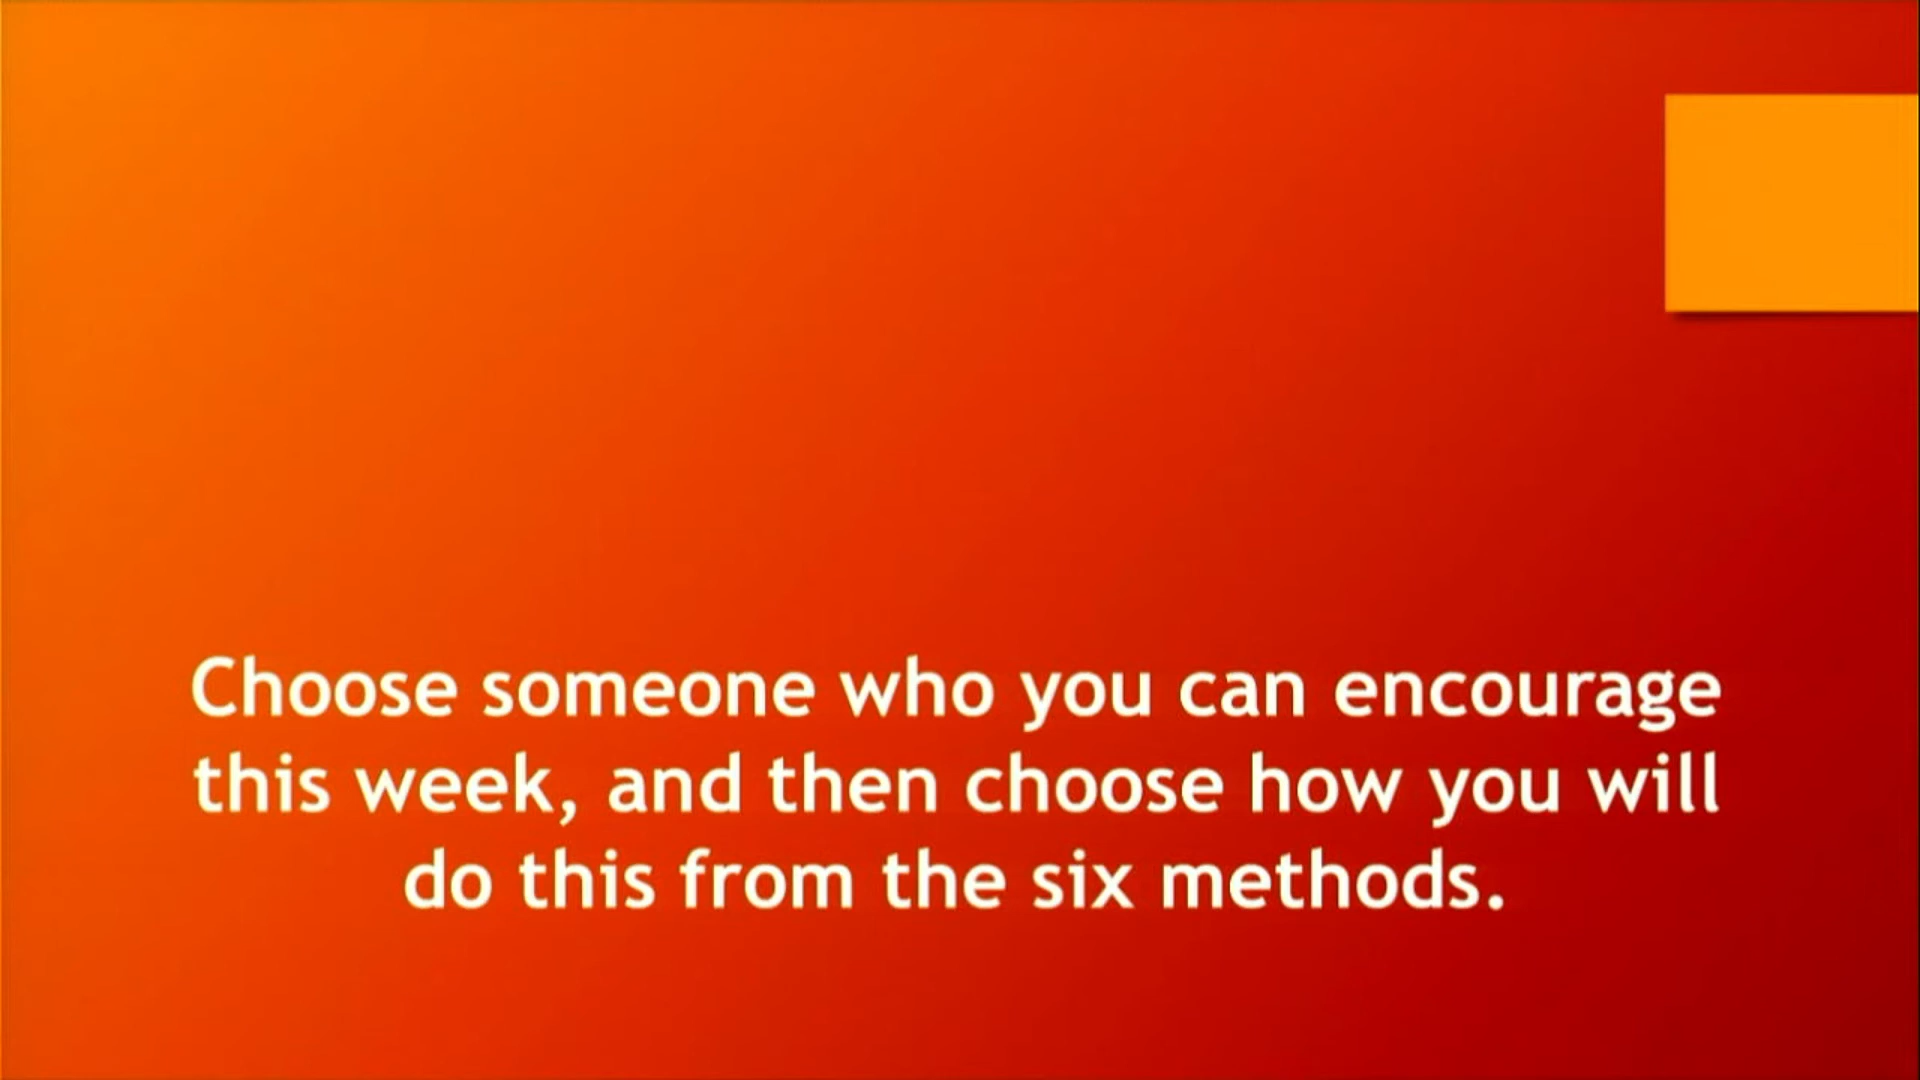 Choose someone who you can encourage
this week, and then choose how you will
do this from the six methods.